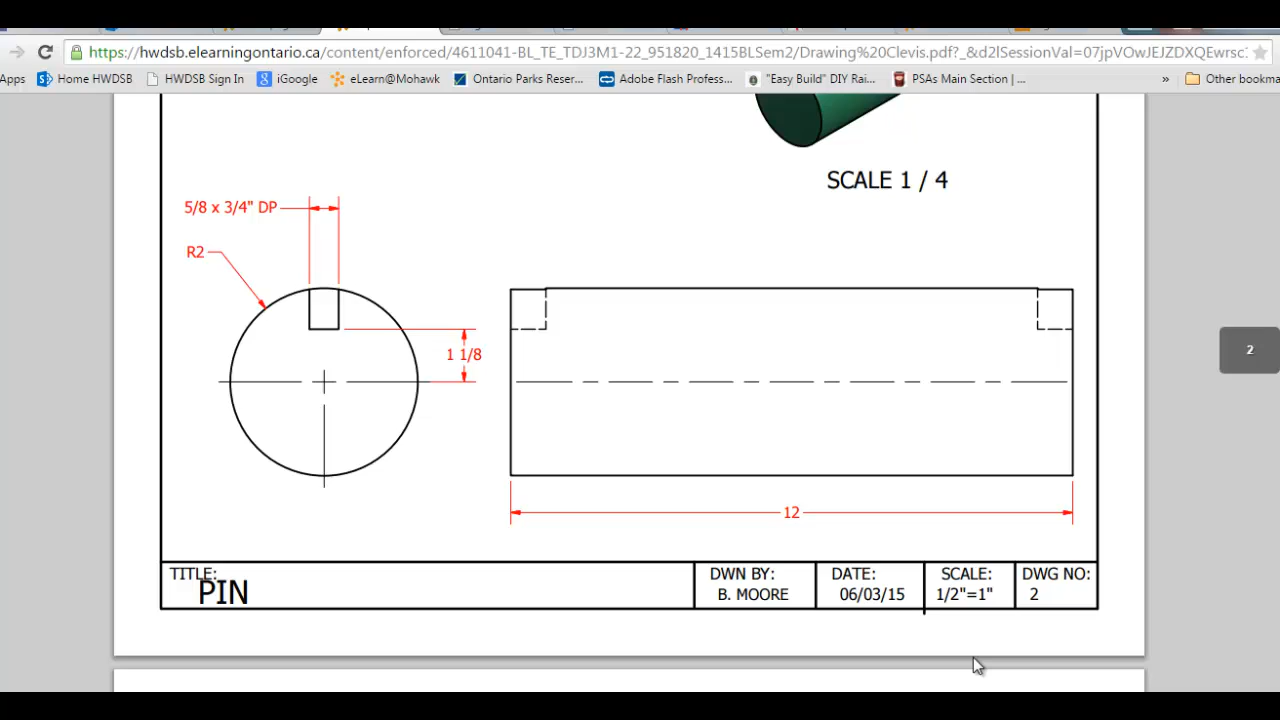 https://hwdsb.elearningontario.ca/content/enforced/4611041-BL_TE_TDJ3M1-22_951820_1415BLSem2/Drawing%20Clevis.pdf?_&d2lSessionVal=07jpVOwJEJZDXQEwrsc
Apps Home HWDSB HWDSB Sign In iGoogle eLearn@Mohawk Ontario Parks Reser... Adobe Flash Profess... "Easy Build" DIY Rai... PSAs Main Section | ... » Other bookma
SCALE 1 / 4
5/8 x 3/4" DP
R2
1 1/8
2
12
TITLE:
PIN
DWN BY:
B. MOORE
DATE:
06/03/15
SCALE:
1/2"=1"
DWG NO:
2